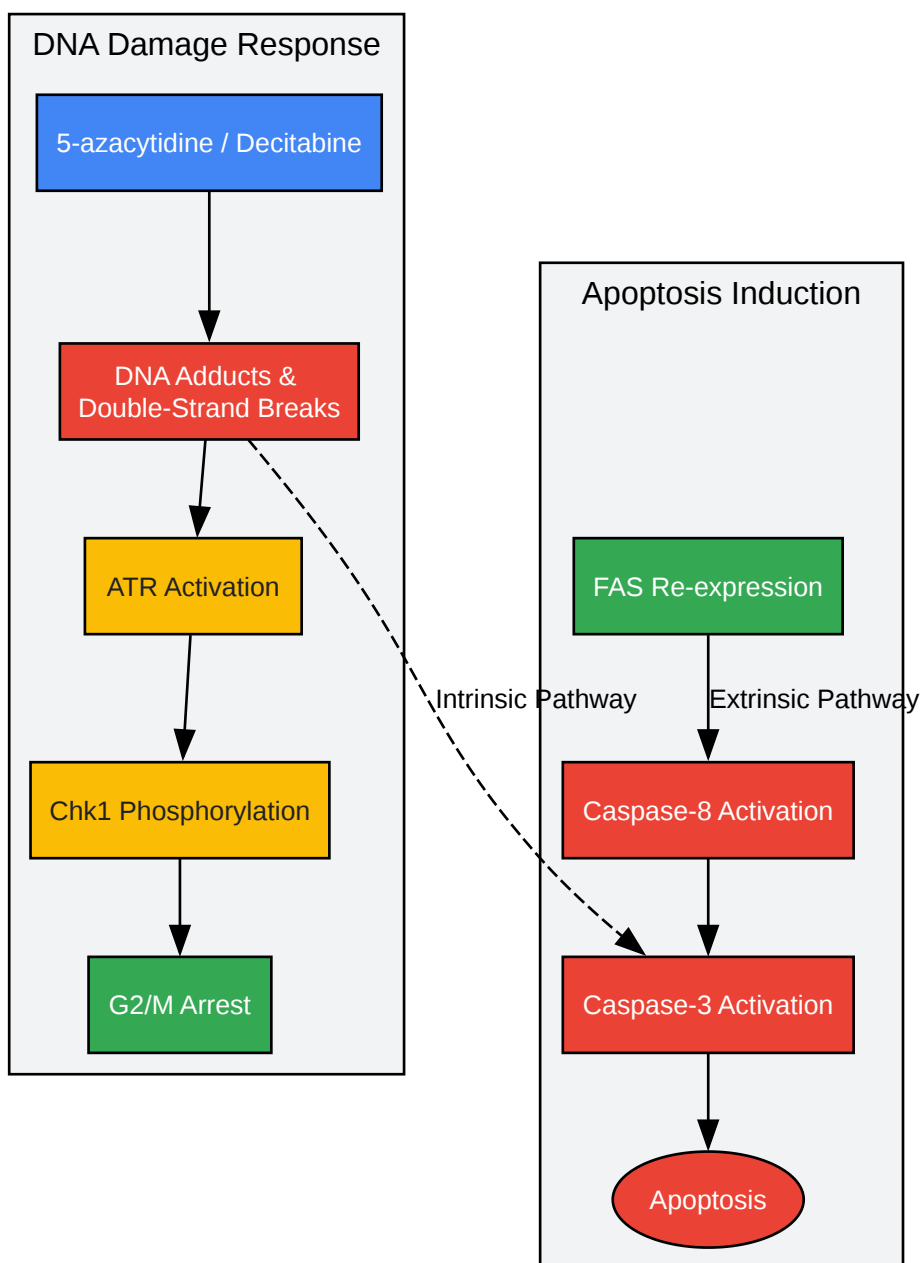 DNA Damage Response
5-azacytidine / Decitabine
DNA Adducts &
Double-Strand Breaks
ATR Activation
Chk1 Phosphorylation
G2/M Arrest
Intrinsic Pathway
Apoptosis Induction
FAS Re-expression
Extrinsic Pathway
Caspase-8 Activation
Caspase-3 Activation
Apoptosis